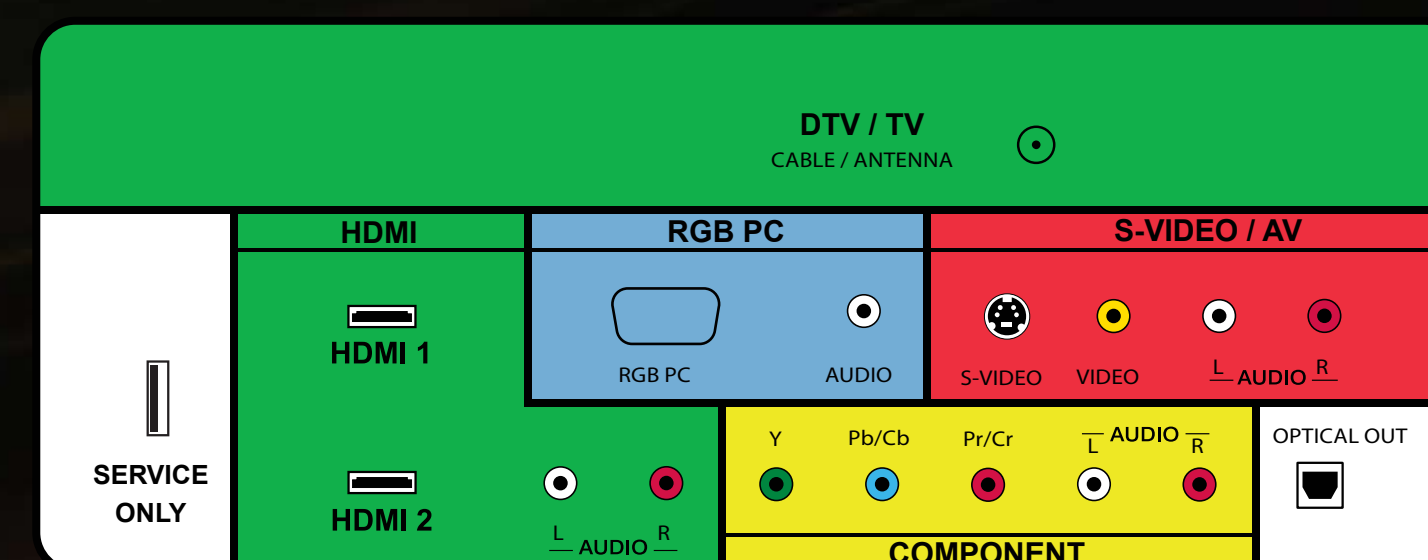 DTV / TV
CABLE / ANTENNA
HDMI
RGB PC
S-VIDEO / AV
HDMI 1
RGB PC
AUDIO
S-VIDEO
VIDEO
L AUDIO R
SERVICE
ONLY
HDMI 2
L AUDIO R
Y
Pb/Cb
Pr/Cr
L AUDIO R
COMPONENT
OPTICAL OUT